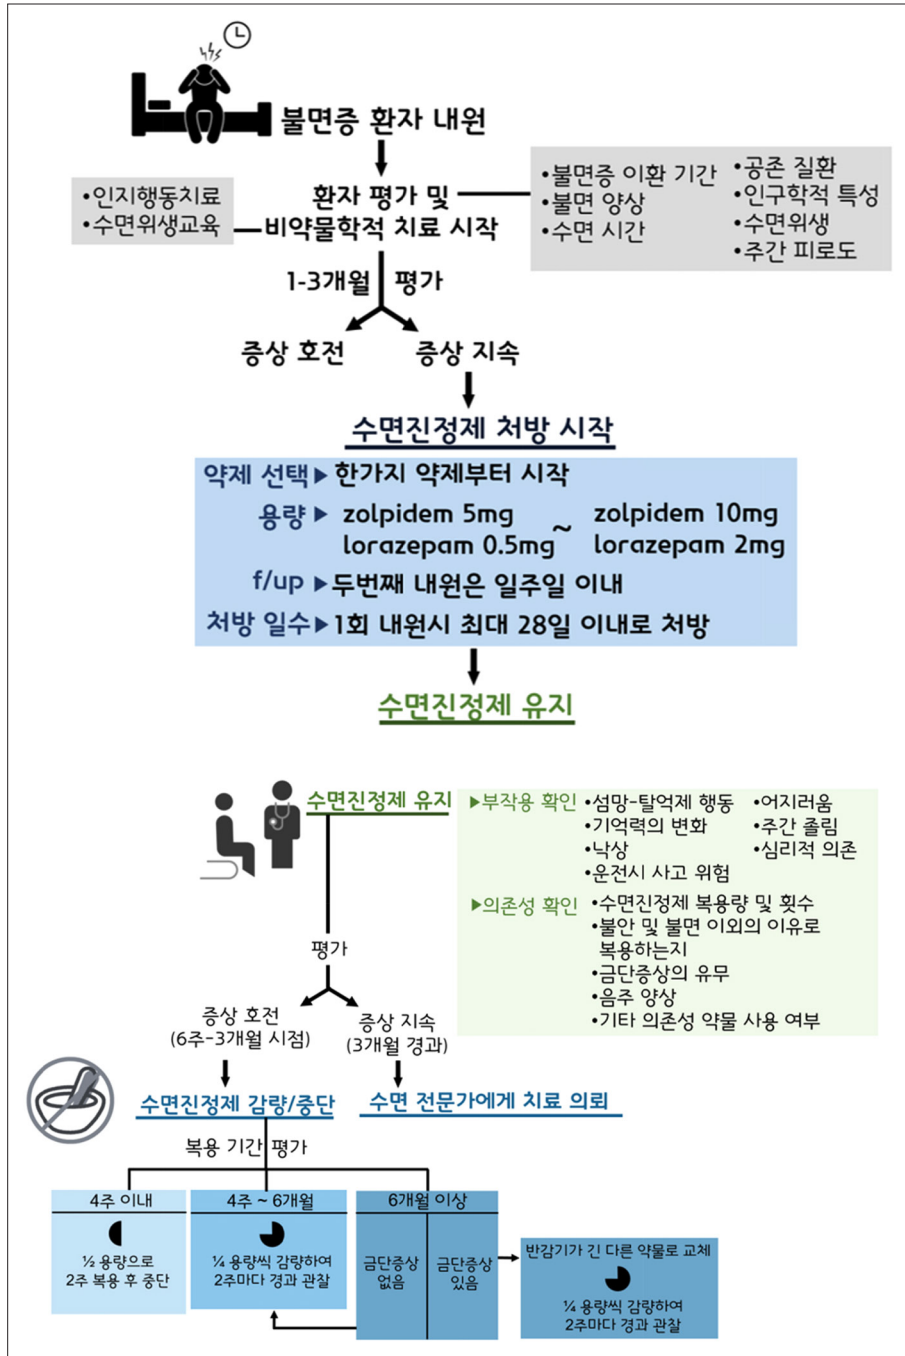 불면증 환자 내원
환자 평가 및
비약물학적 치료 시작
•인지행동치료
•수면위생교육
•불면증 이환 기간
•불면 양상
•수면 시간
•공존 질환
•인구학적 특성
•수면위생
•주간 피로도
1-3개월 평가
증상 호전
증상 지속
수면진정제 처방 시작
약제 선택▶한가지 약제부터 시작
용량 ▶ zolpidem 5mg ~ zolpidem 10mg
lorazepam 0.5mg lorazepam 2mg
f/up ▶두번째 내원은 일주일 이내
처방 일수▶1회 내원시 최대 28일 이내로 처방
수면진정제 유지
수면진정제 유지
▶부작용 확인
•섬망-탈억제 행동
•기억력의 변화
•낙상
•운전시 사고 위험
•어지러움
•주간 졸림
•심리적 의존
▶의존성 확인
•수면진정제 복용량 및 횟수
•불안 및 불면 이외의 이유로
복용하는지
•금단증상의 유무
•음주 양상
•기타 의존성 약물 사용 여부
평가
증상 호전
(6주-3개월 시점)
증상 지속
(3개월 경과)
수면진정제 감량/중단
수면 전문가에게 치료 의뢰
복용 기간 평가
4주 이내
½ 용량으로
2주 복용 후 중단
4주 ~ 6개월
¼ 용량씩 감량하여
2주마다 경과 관찰
6개월 이상
금단증상
없음
금단증상
있음
반감기가 긴 다른 약물로 교체
¼ 용량씩 감량하여
2주마다 경과 관찰